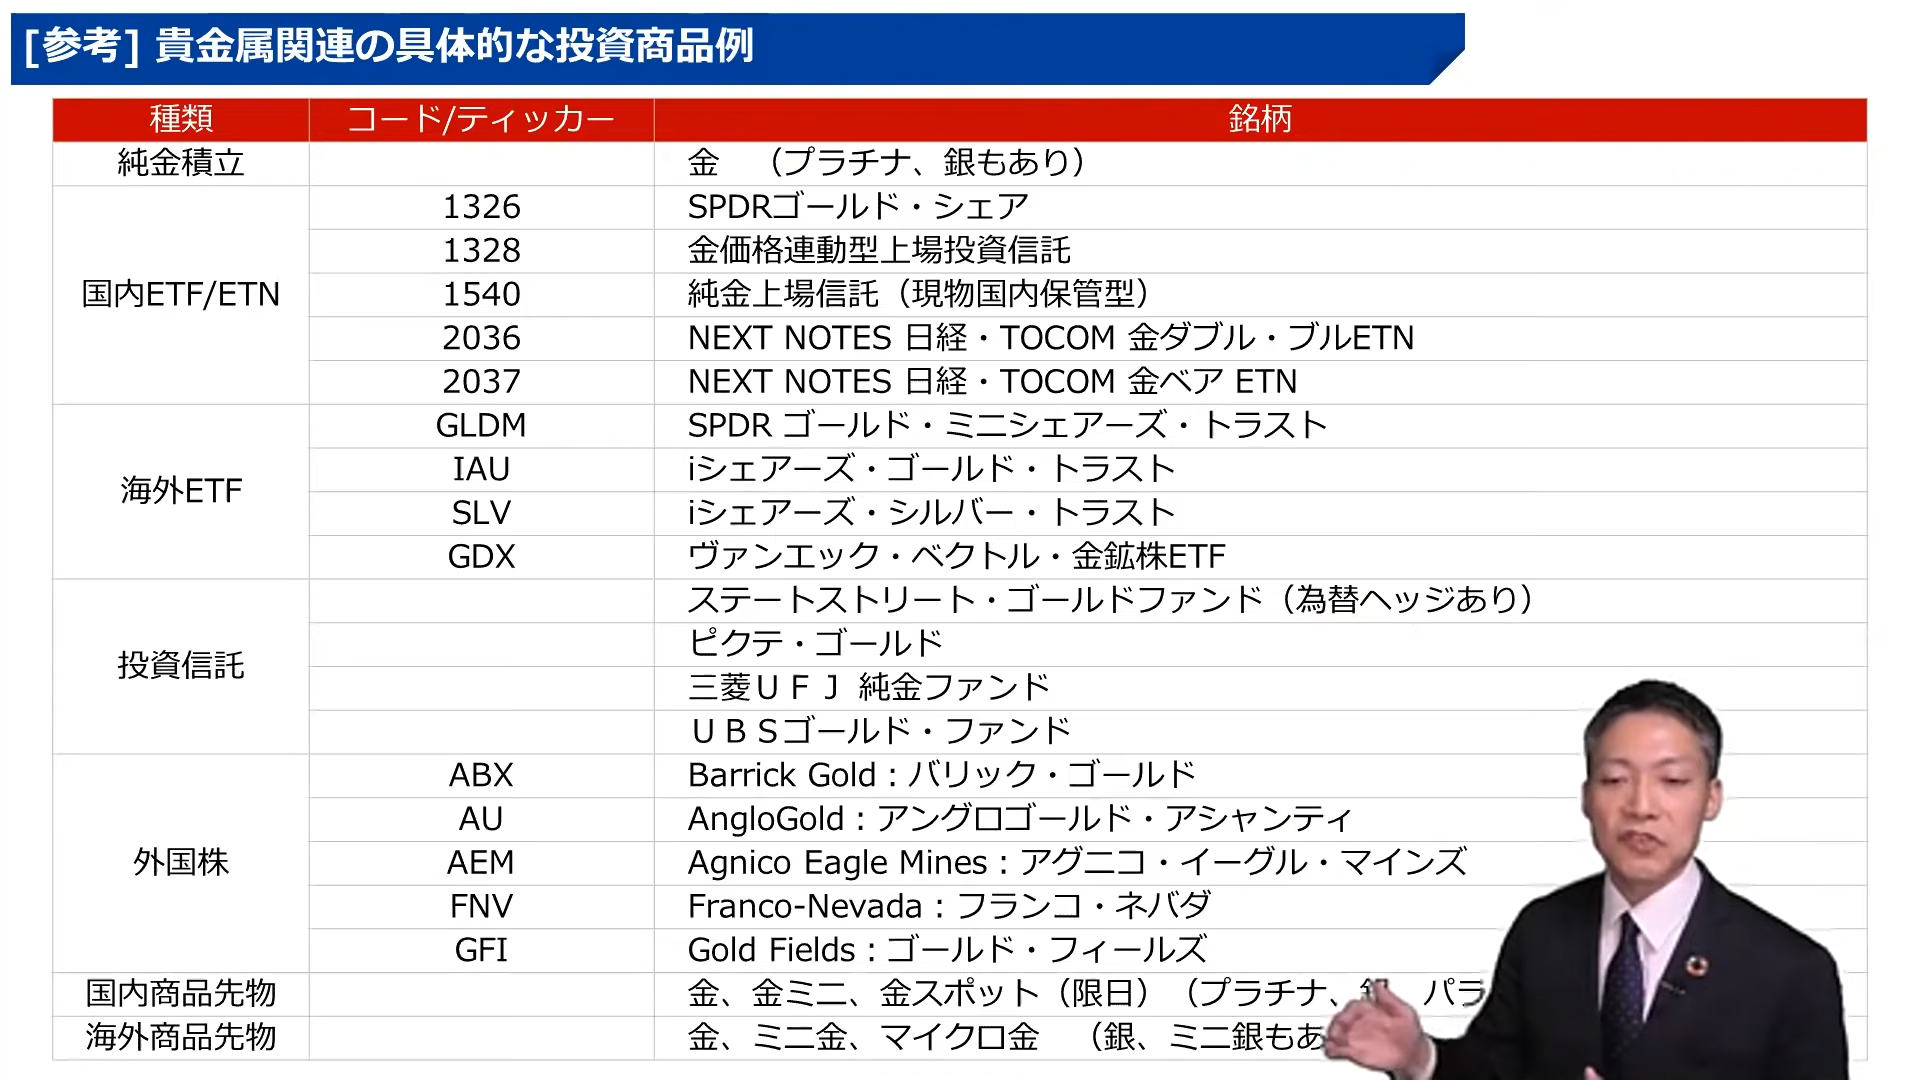 [参考] 貴金属関連の具体的な投資商品例
種類 コード/ティッカー 銘柄
純金積立 金 （プラチナ、銀もあり）
国内ETF/ETN
1326 SPDRゴールド・シェア
1328 金価格連動型上場投資信託
1540 純金上場信託（現物国内保管型）
2036 NEXT NOTES 日経・TOCOM 金ダブル・ブルETN
2037 NEXT NOTES 日経・TOCOM 金ベア ETN
海外ETF
GLDM SPDR ゴールド・ミニシェアーズ・トラスト
IAU iシェアーズ・ゴールド・トラスト
SLV iシェアーズ・シルバー・トラスト
GDX ヴァンエック・ベクトル・金鉱株ETF
投資信託
ステートストリート・ゴールドファンド（為替ヘッジあり）
ピクテ・ゴールド
三菱ＵＦＪ 純金ファンド
ＵＢＳゴールド・ファンド
外国株
ABX Barrick Gold：バリック・ゴールド
AU AngloGold：アングロゴールド・アシャンティ
AEM Agnico Eagle Mines：アグニコ・イーグル・マインズ
FNV Franco-Nevada：フランコ・ネバダ
GFI Gold Fields：ゴールド・フィールズ
国内商品先物 金、金ミニ、金スポット（限日）（プラチナ、銀 パラ
海外商品先物 金、ミニ金、マイクロ金 （銀、ミニ銀もあ